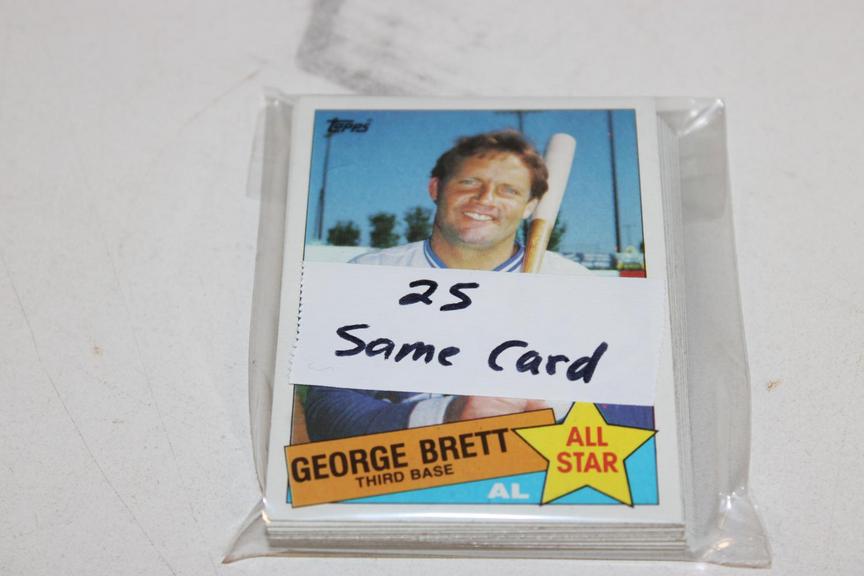 Topps
25
Same Card
GEORGE BRETT
THIRD BASE
ALL
STAR
AL